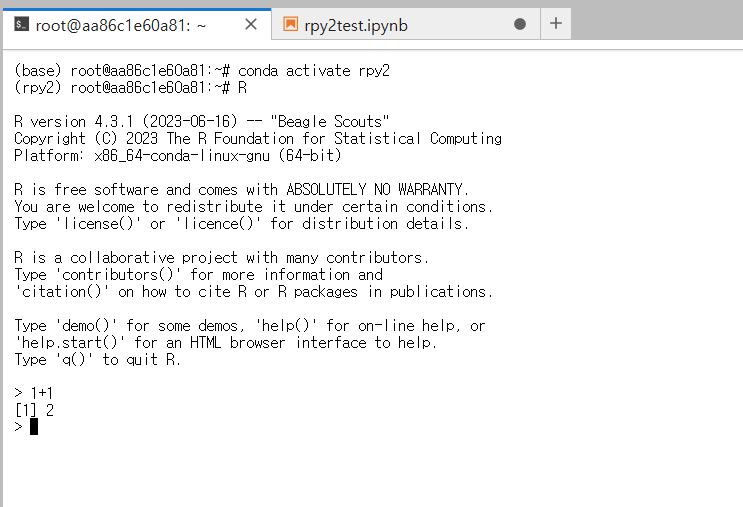 root@aa86c1e60a81: ~
rpy2test.ipynb
(base) root@aa86c1e60a81:~# conda activate rpy2
(rpy2) root@aa86c1e60a81:~# R
R version 4.3.1 (2023-06-16) -- "Beagle Scouts"
Copyright (C) 2023 The R Foundation for Statistical Computing
Platform: x86_64-conda-linux-gnu (64-bit)
R is free software and comes with ABSOLUTELY NO WARRANTY.
You are welcome to redistribute it under certain conditions.
Type 'license()' or 'licence()' for distribution details.
R is a collaborative project with many contributors.
Type 'contributors()' for more information and
'citation()' on how to cite R or R packages in publications.
Type 'demo()' for some demos, 'help()' for on-line help, or
'help.start()' for an HTML browser interface to help.
Type 'q()' to quit R.
> 1+1
[1] 2
>